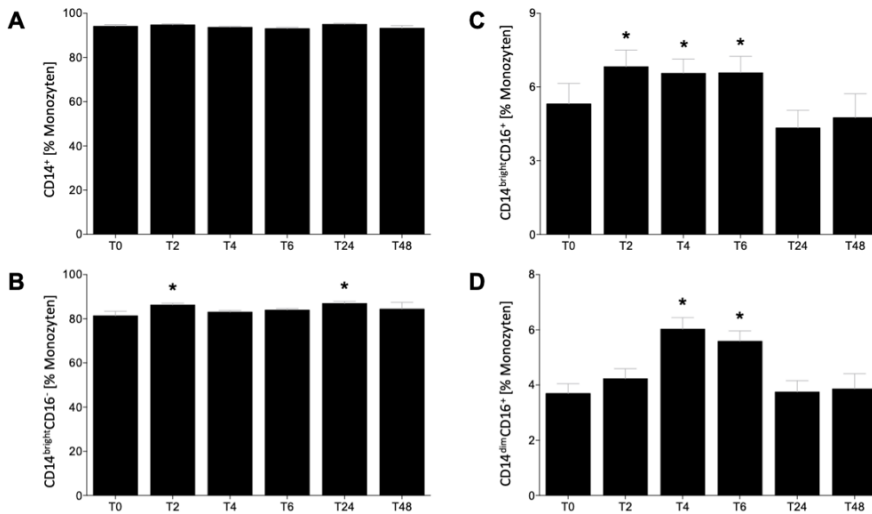 A
CD14⁺ [% Monozyten]
100
80
60
40
20
0
T0 T2 T4 T6 T24 T48
B
CD14ᵇʳⁱᵍʰᵗCD16⁻ [% Monozyten]
100
80
60
40
20
0
* *
T0 T2 T4 T6 T24 T48
C
CD14ᵇʳⁱᵍʰᵗCD16⁺ [% Monozyten]
9
6
3
0
* * *
T0 T2 T4 T6 T24 T48
D
CD14ᵈⁱᵐCD16⁺ [% Monozyten]
8
6
4
2
0
* *
T0 T2 T4 T6 T24 T48